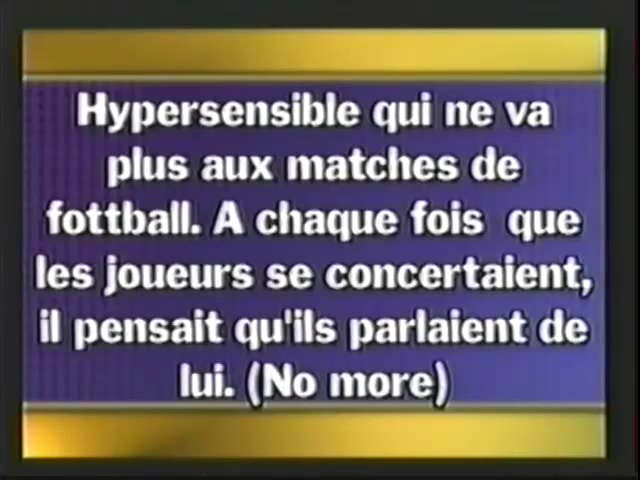 Hypersensible qui ne va
plus aux matches de
fottball. A chaque fois que
les joueurs se concertaient,
il pensait qu'ils parlaient de
lui. (No more)